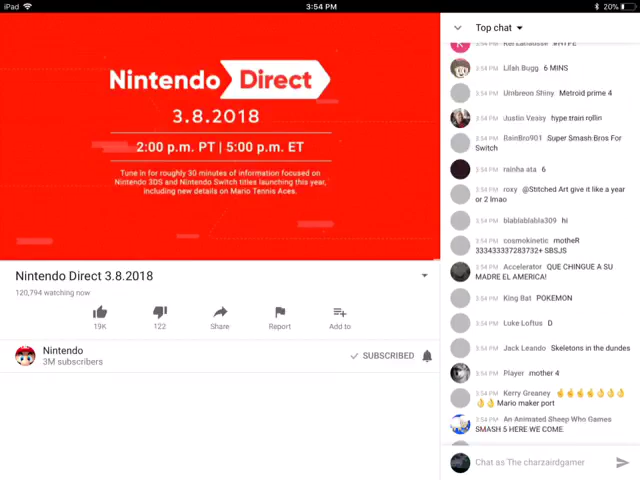 iPad
3:54 PM
20%
Nintendo Direct
3.8.2018
2:00 p.m. PT | 5:00 p.m. ET
Tune in for roughly 30 minutes of information focused on
Nintendo 3DS and Nintendo Switch titles launching this year,
including new details on Mario Tennis Aces.
Nintendo Direct 3.8.2018
120,794 watching now
19K
122
Share
Report
Add to
Nintendo
3M subscribers
SUBSCRIBED
Top chat
3:54 PM Lilah Bugg 6 MINS
3:54 PM Umbreon Shiny. Metroid prime 4
3:54 PM Justin Vassy hype train rollin
3:54 PM BainBro901 Super Smash Bros For
Switch
3:54 PM rainha ata 6
3:54 PM roxy @Stitched Art give it like a year
or 2 lmao
3:54 PM blablablabla309 hi
3:54 PM cosmokinetic motheR
333433337283732+ SBSJS
3:54 PM Accelerator QUE CHINGUE A SU
MADRE EL AMERICA!
3:54 PM King Bat POKEMON
3:54 PM Luke Loftus D
3:54 PM Jack Leando Skeletons in the dundes
3:54 PM Player mother 4
3:54 PM Kerry Greaney
Mario maker port
3:54 PM An Animated Sheep Whn Games
SMASH 5 HERE WE COME
Chat as The charzairdgamer